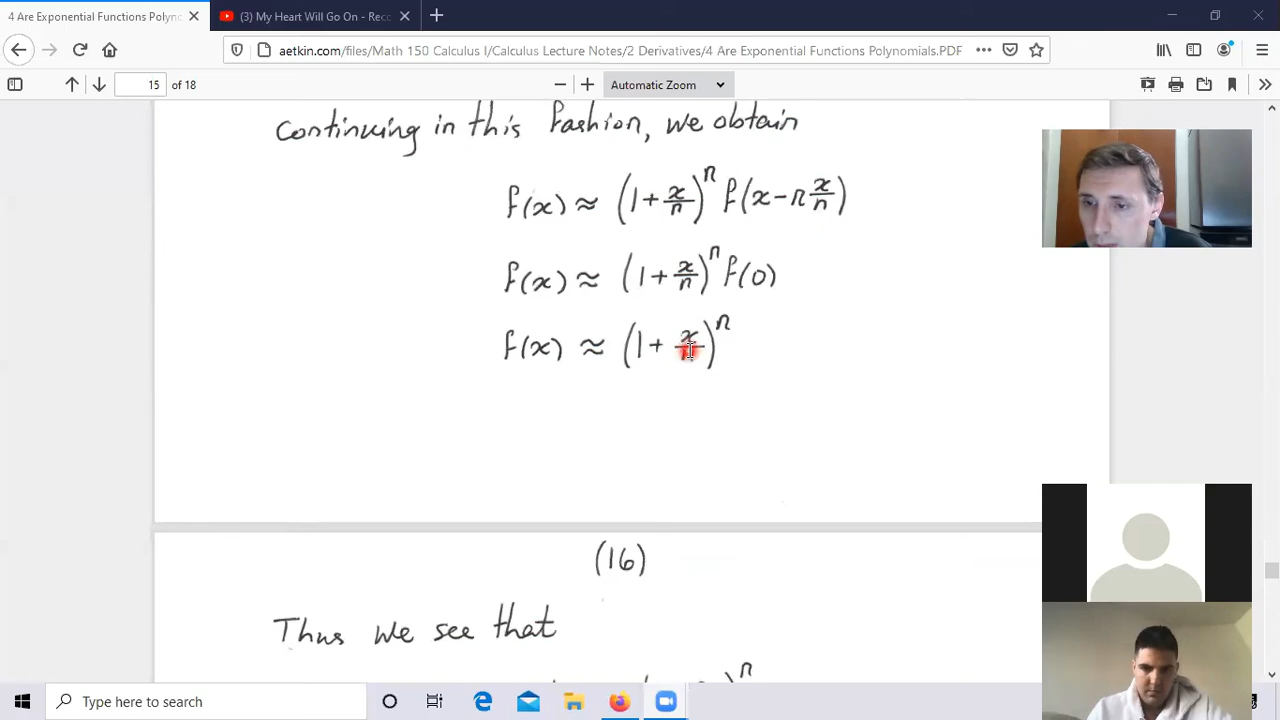 4 Are Exponential Functions Polync
(3) My Heart Will Go On - Reco
aetkin.com/files/Math 150 Calculus I/Calculus Lecture Notes/2 Derivatives/4 Are Exponential Functions Polynomials.PDF
15 of 18
Automatic Zoom
Continuing in this fashion, we obtain
f(x) ≈ (1 + x/n)^n f(x - n x/n)
f(x) ≈ (1 + x/n)^n f(0)
f(x) ≈ (1 + x/n)^n
(16)
Thus we see that
Type here to search